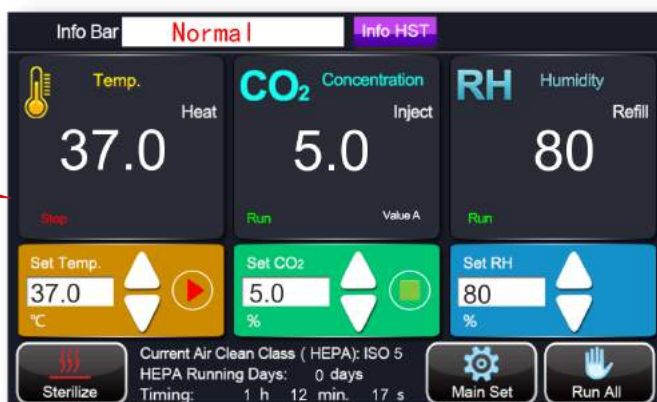 Info Bar Normal Info HST
Temp. CO₂ Concentration RH Humidity
Heat Inject Refill
37.0 5.0 80
Stop Run Value A Run
Set Temp. Set CO₂ Set RH
37.0 5.0 80
℃ % %
Current Air Clean Class ( HEPA): ISO 5
HEPA Running Days: 0 days
Timing: 1 h 12 min. 17 s
Sterilize Main Set Run All